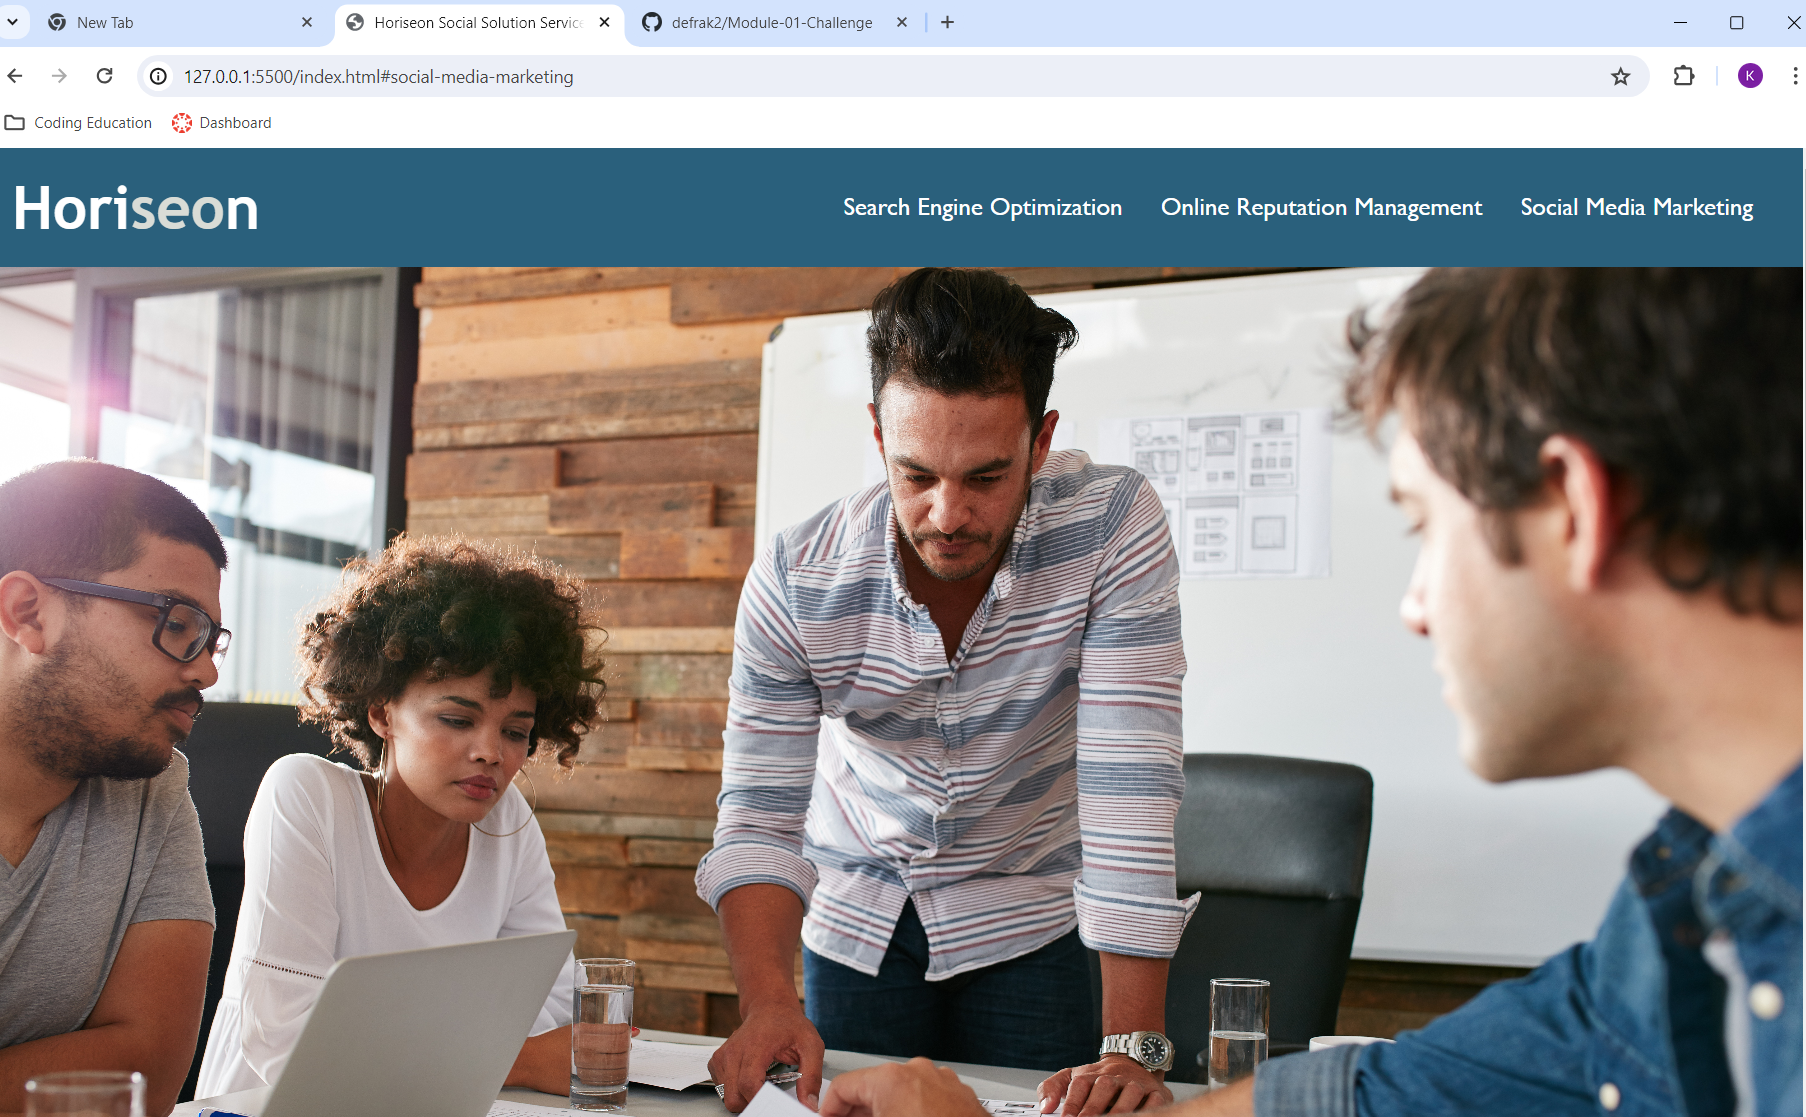 New Tab
Horiseon Social Solution Service
defrak2/Module-01-Challenge
127.0.0.1:5500/index.html#social-media-marketing
K
Coding Education
Dashboard
Horiseon
Search Engine Optimization
Online Reputation Management
Social Media Marketing